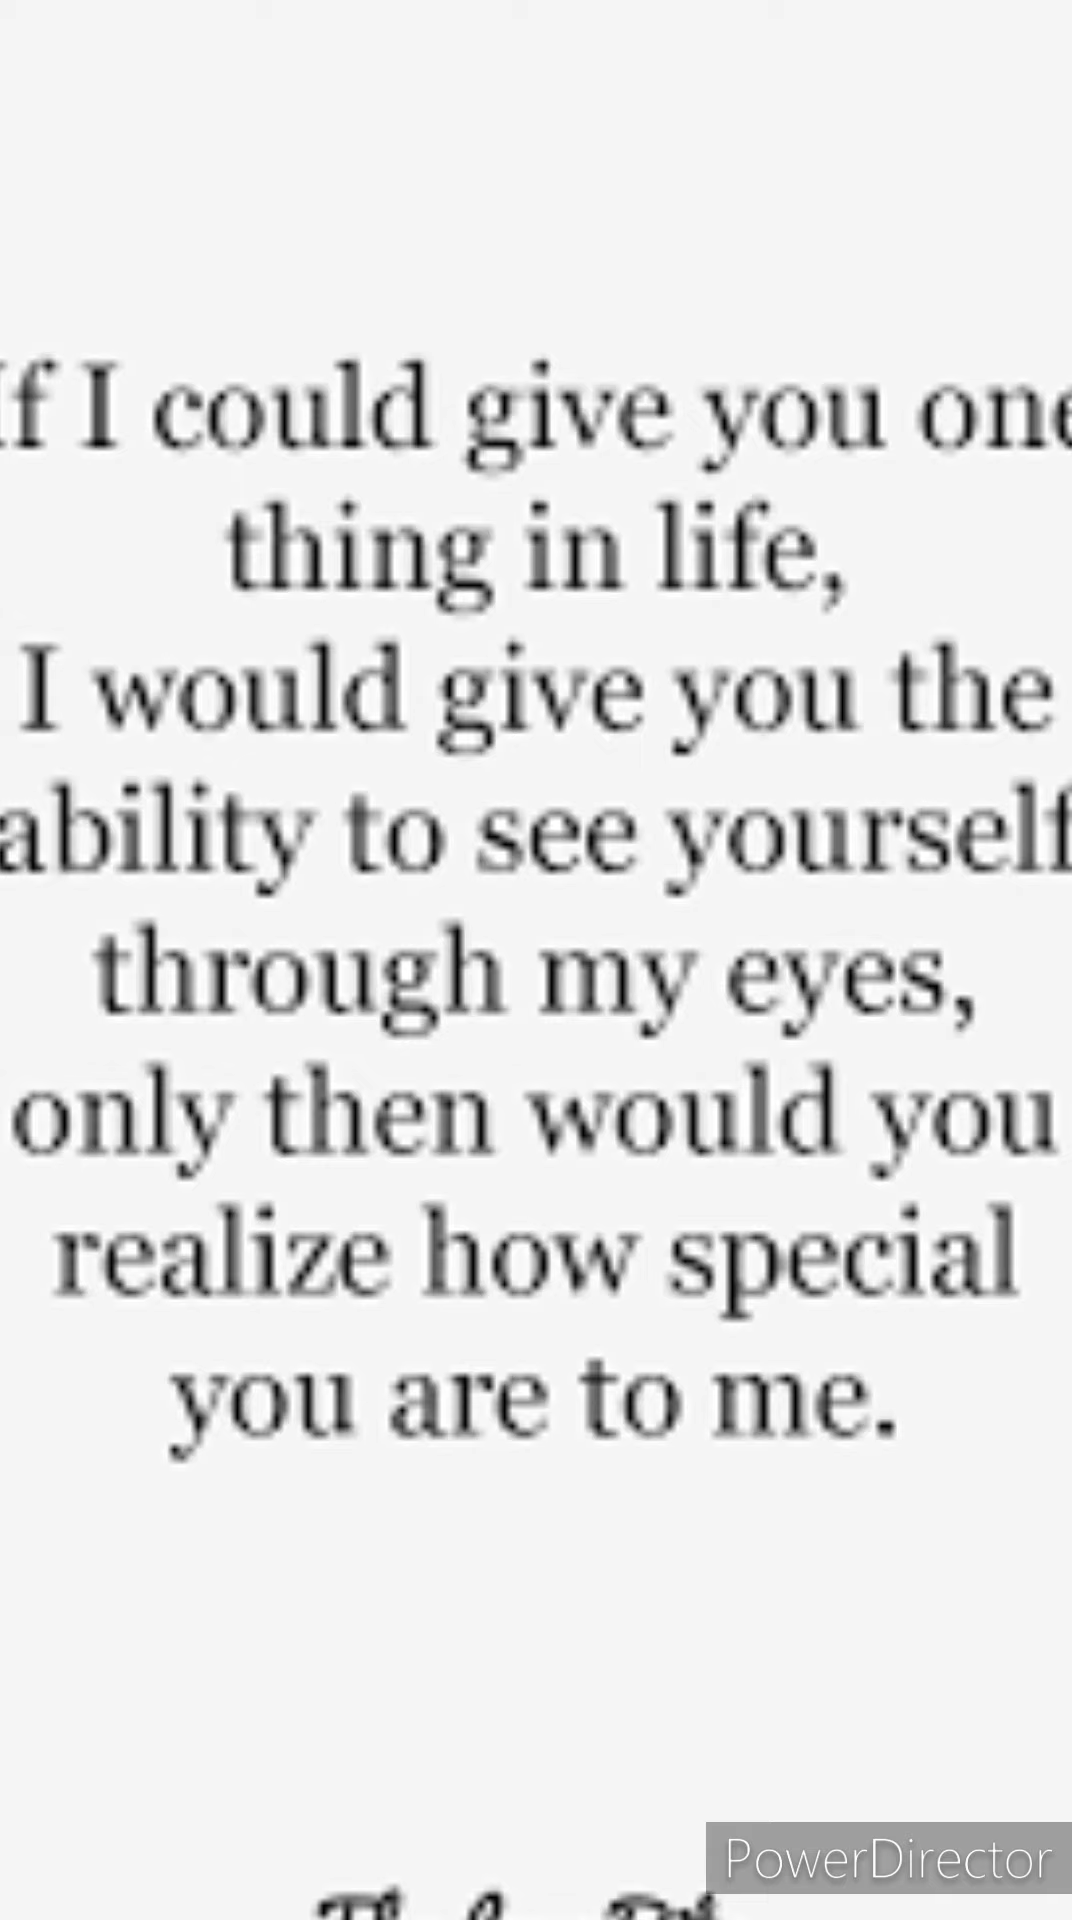 If I could give you one
thing in life,
I would give you the
ability to see yourself
through my eyes,
only then would you
realize how special
you are to me.
PowerDirector